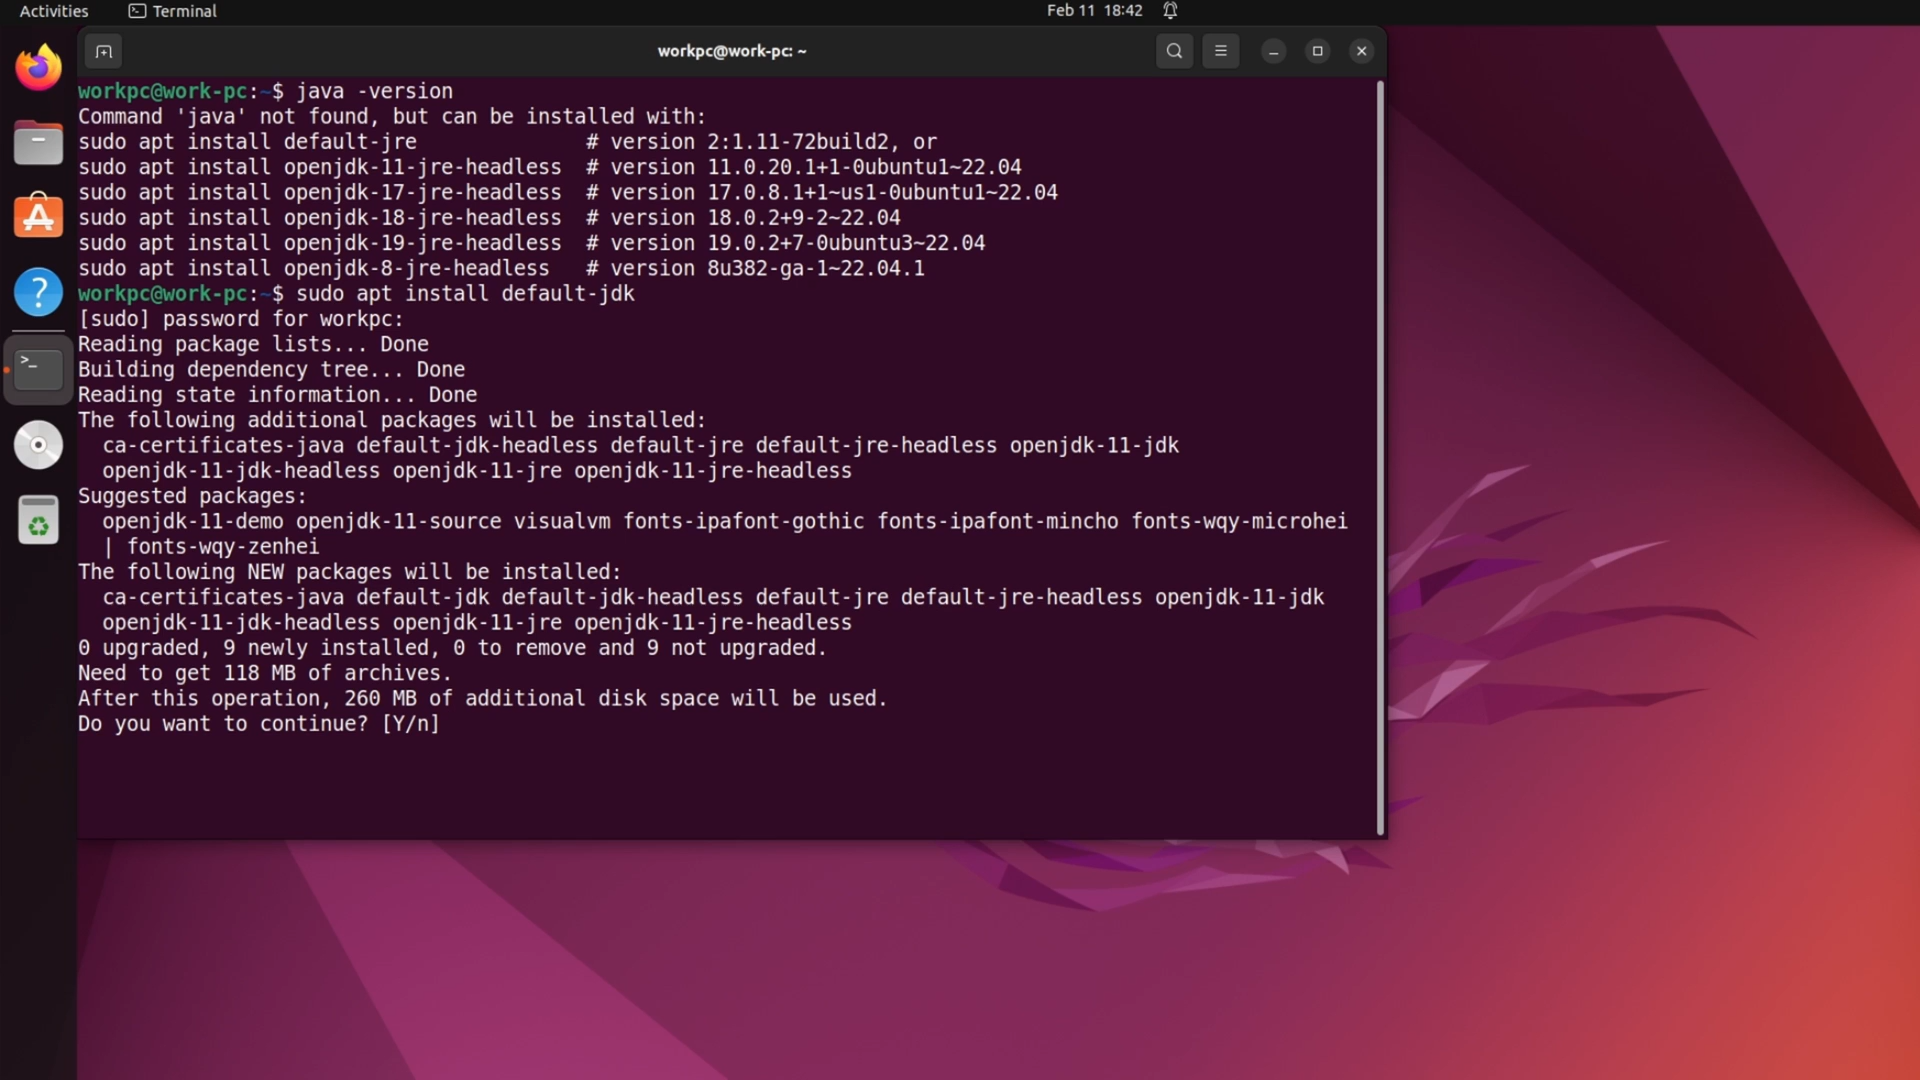 Activities
Terminal
Feb 11 18:42
workpc@work-pc: ~
workpc@work-pc:~$ java -version
Command 'java' not found, but can be installed with:
sudo apt install default-jre              # version 2:1.11-72build2, or
sudo apt install openjdk-11-jre-headless  # version 11.0.20.1+1-0ubuntu1~22.04
sudo apt install openjdk-17-jre-headless  # version 17.0.8.1+1~us1-0ubuntu1~22.04
sudo apt install openjdk-18-jre-headless  # version 18.0.2+9-2~22.04
sudo apt install openjdk-19-jre-headless  # version 19.0.2+7-0ubuntu3~22.04
sudo apt install openjdk-8-jre-headless   # version 8u382-ga-1~22.04.1
workpc@work-pc:~$ sudo apt install default-jdk
[sudo] password for workpc:
Reading package lists... Done
Building dependency tree... Done
Reading state information... Done
The following additional packages will be installed:
  ca-certificates-java default-jdk-headless default-jre default-jre-headless openjdk-11-jdk
  openjdk-11-jdk-headless openjdk-11-jre openjdk-11-jre-headless
Suggested packages:
  openjdk-11-demo openjdk-11-source visualvm fonts-ipafont-gothic fonts-ipafont-mincho fonts-wqy-microhei
  | fonts-wqy-zenhei
The following NEW packages will be installed:
  ca-certificates-java default-jdk default-jdk-headless default-jre default-jre-headless openjdk-11-jdk
  openjdk-11-jdk-headless openjdk-11-jre openjdk-11-jre-headless
0 upgraded, 9 newly installed, 0 to remove and 9 not upgraded.
Need to get 118 MB of archives.
After this operation, 260 MB of additional disk space will be used.
Do you want to continue? [Y/n]